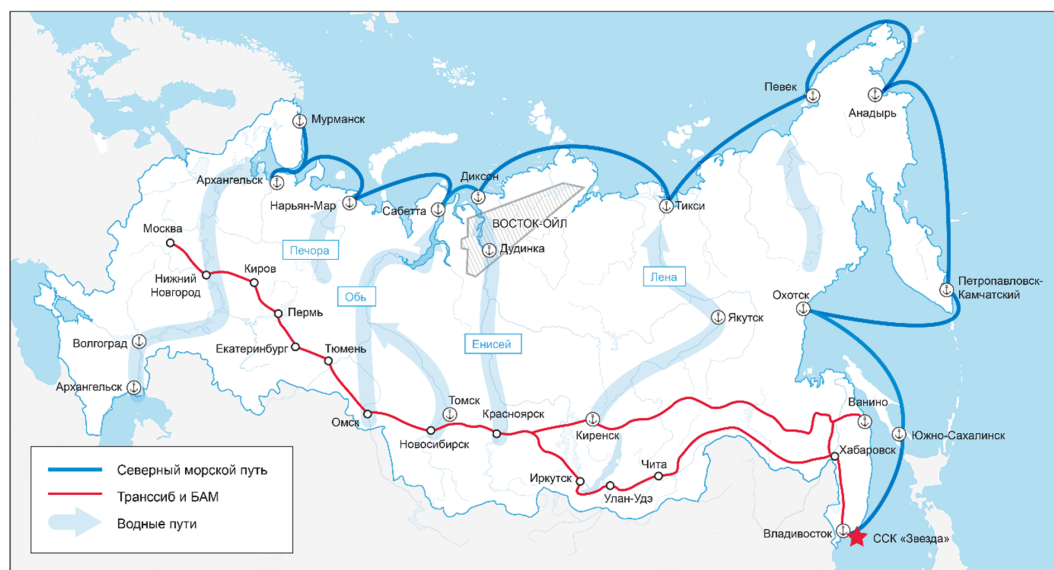 Певек
Анадырь
Мурманск
Диксон
Архангельск
Нарьян-Мар
Сабетта
Тикси
ВОСТОК-ОЙЛ
Москва
Дудинка
Печора
Нижний
Новгород
Киров
Лена
Обь
Охотск
Петропавловск-
Камчатский
Пермь
Якутск
Волгоград
Екатеринбург
Тюмень
Енисей
Архангельск
Омск
Томск
Новосибирск
Красноярск
Киренск
Ванино
Южно-Сахалинск
Хабаровск
Иркутск
Чита
Улан-Удэ
Владивосток
ССК «Звезда»
Северный морской путь
Транссиб и БАМ
Водные пути